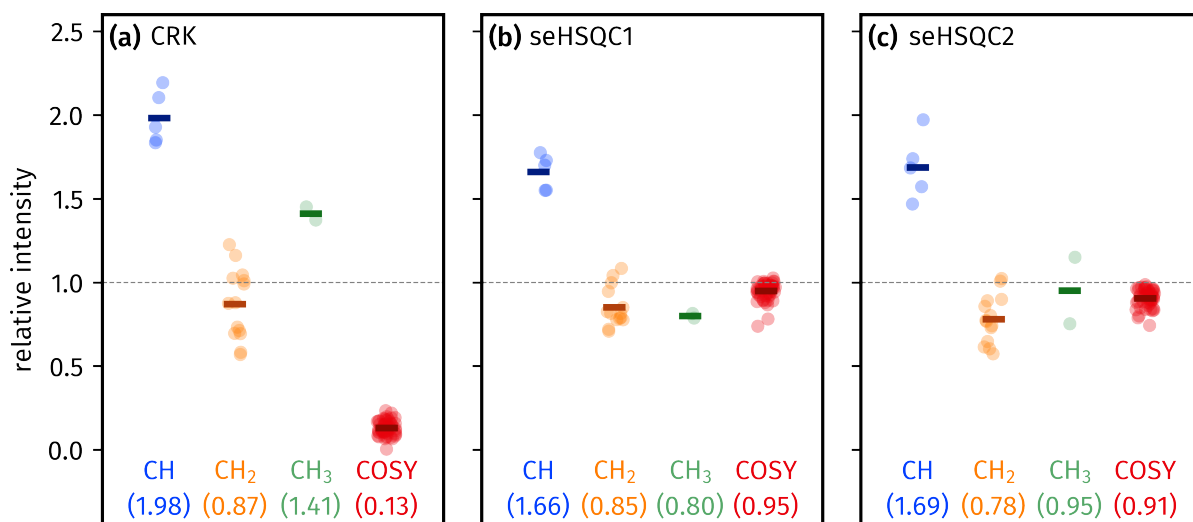 (a) CRK
(b) seHSQC1
(c) seHSQC2
relative intensity
2.5
2.0
1.5
1.0
0.5
0.0
CH CH₂ CH₃ COSY
(1.98) (0.87) (1.41) (0.13)
CH CH₂ CH₃ COSY
(1.66) (0.85) (0.80) (0.95)
CH CH₂ CH₃ COSY
(1.69) (0.78) (0.95) (0.91)